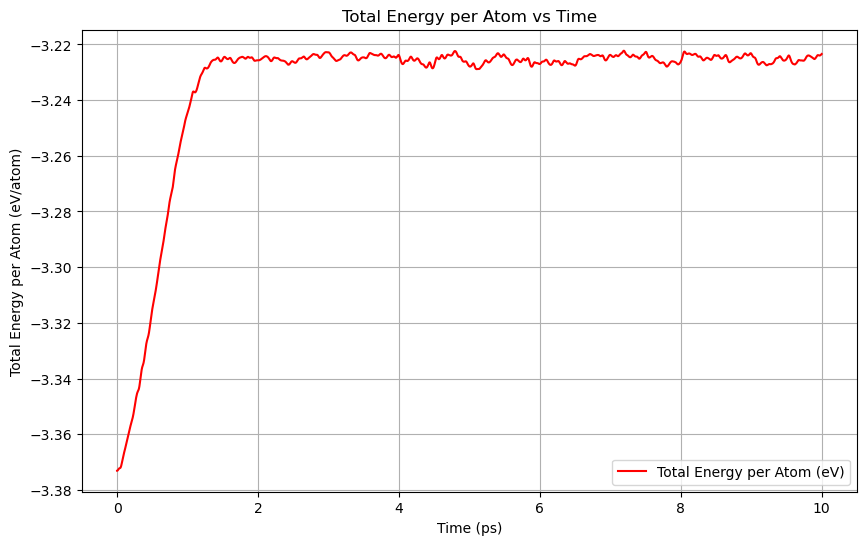 Total Energy per Atom vs Time
Total Energy per Atom (eV/atom)
−3.22
−3.24
−3.26
−3.28
−3.30
−3.32
−3.34
−3.36
−3.38
Total Energy per Atom (eV)
0 2 4 6 8 10
Time (ps)